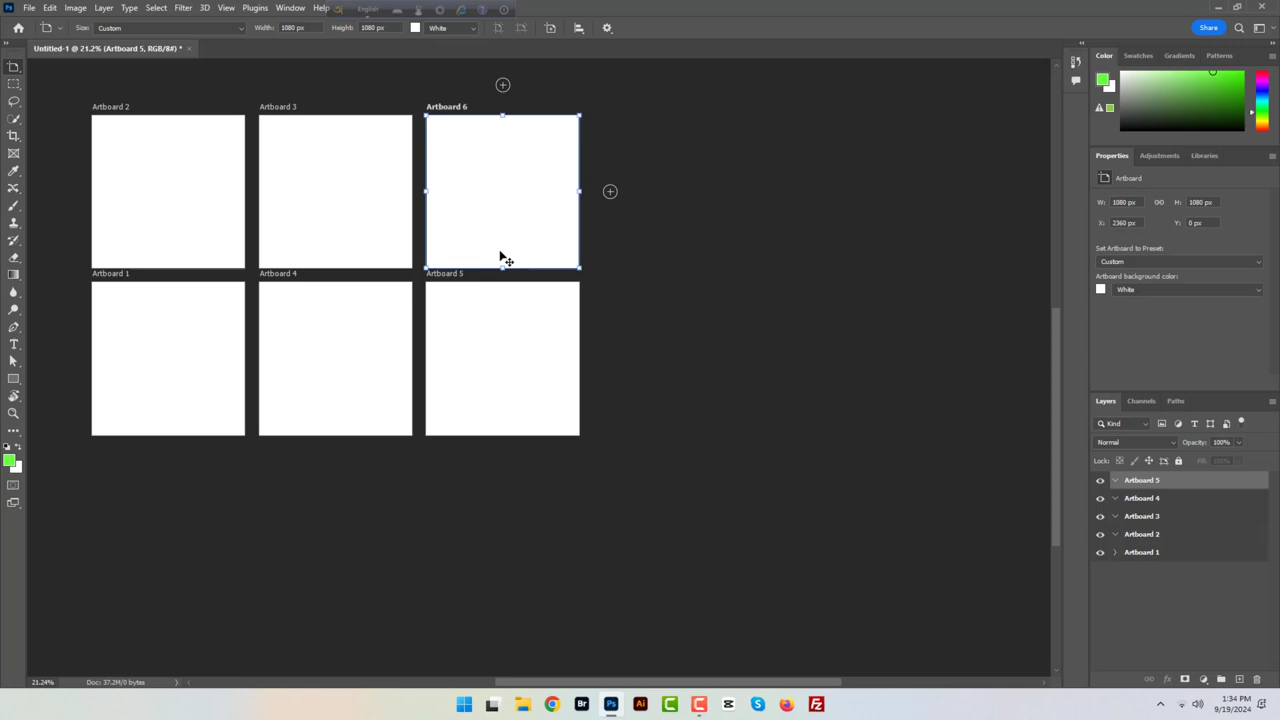 File Edit Image Layer Type Select Filter 3D View Plugins Window Help English
Size: Custom Width: 1080 px Height: 1080 px White Share
Untitled-1 @ 21.2% (Artboard 5, RGB/8#) * ×
Color Swatches Gradients Patterns
Artboard 2 Artboard 3 Artboard 6
Artboard 1 Artboard 4 Artboard 5
Properties Adjustments Libraries
Artboard
W: 1080 px H: 1080 px
X: 2360 px Y: 0 px
Set Artboard to Preset:
Custom
Artboard background color:
White
Layers Channels Paths
Kind
Normal Opacity: 100%
Lock: Fill: 100%
Artboard 5
Artboard 4
Artboard 3
Artboard 2
Artboard 1
21.24% Doc: 37.2M/0 bytes
1:34 PM
9/19/2024